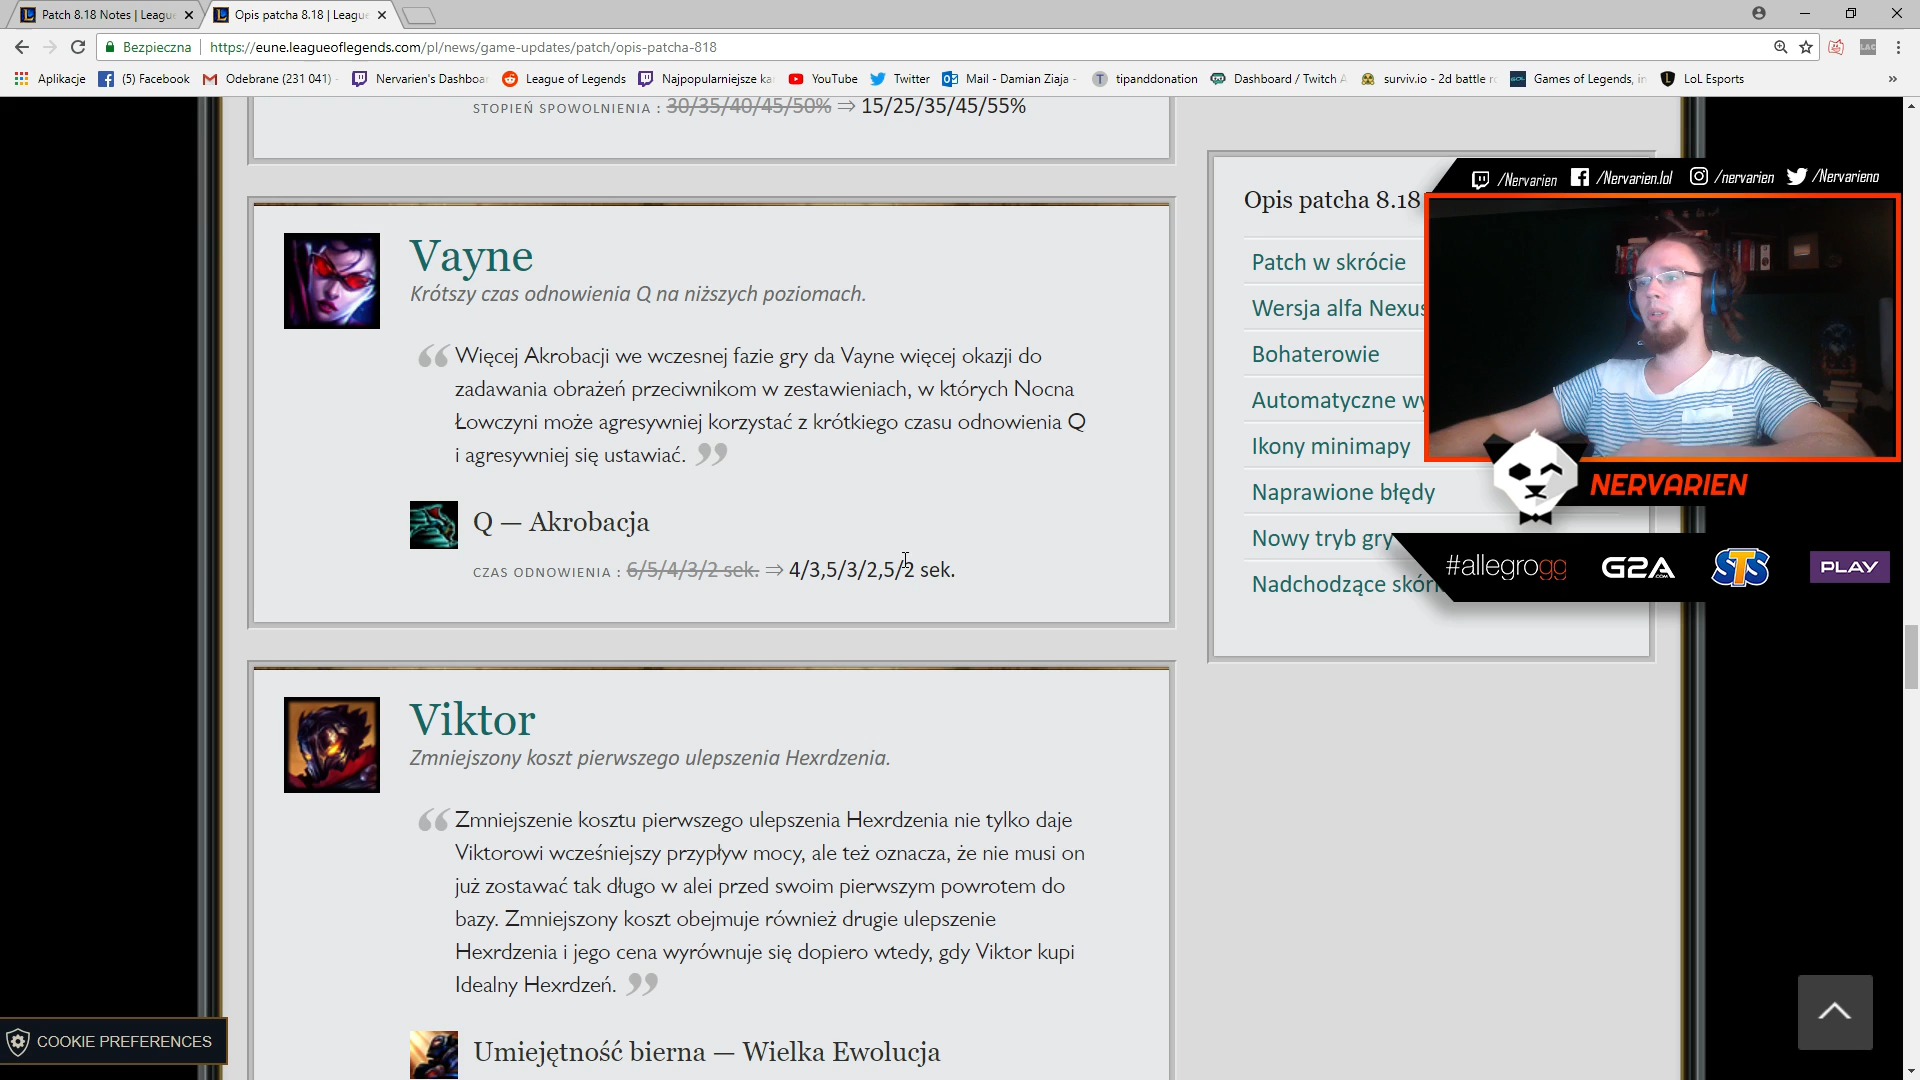 Patch 8.18 Notes | Leagu
Opis patcha 8.18 | League
Bezpieczna
https://eune.leagueoflegends.com/pl/news/game-updates/patch/opis-patcha-818
Aplikacje
(5) Facebook
Odebrane (231 041) -
Nervarien's Dashboa
League of Legends
Najpopularniejsze ka
YouTube
Twitter
Mail - Damian Ziaja -
tipanddonation
Dashboard / Twitch A
surviv.io - 2d battle r
Games of Legends, in
LoL Esports
»
STOPIEŃ SPOWOLNIENIA : 30/35/40/45/50% ⇒ 15/25/35/45/55%
Vayne
Krótszy czas odnowienia Q na niższych poziomach.
“ Więcej Akrobacji we wczesnej fazie gry da Vayne więcej okazji do
zadawania obrażeń przeciwnikom w zestawieniach, w których Nocna
Łowczyni może agresywniej korzystać z krótkiego czasu odnowienia Q
i agresywniej się ustawiać. ”
Q — Akrobacja
CZAS ODNOWIENIA : 6/5/4/3/2 sek. ⇒ 4/3,5/3/2,5/2 sek.
Viktor
Zmniejszony koszt pierwszego ulepszenia Hexrdzenia.
“ Zmniejszenie kosztu pierwszego ulepszenia Hexrdzenia nie tylko daje
Viktorowi wcześniejszy przypływ mocy, ale też oznacza, że nie musi on
już zostawać tak długo w alei przed swoim pierwszym powrotem do
bazy. Zmniejszony koszt obejmuje również drugie ulepszenie
Hexrdzenia i jego cena wyrównuje się dopiero wtedy, gdy Viktor kupi
Idealny Hexrdzeń. ”
Umiejętność bierna — Wielka Ewolucja
Opis patcha 8.18
Patch w skrócie
Wersja alfa Nexus
Bohaterowie
Automatyczne wy
Ikony minimapy
Naprawione błędy
Nowy tryb gry
Nadchodzące skór
/Nervarien
/Nervarien.lol
/nervarien
/Nervarieno
NERVARIEN
#allegrogg
G2A.COM
STS
PLAY
COOKIE PREFERENCES